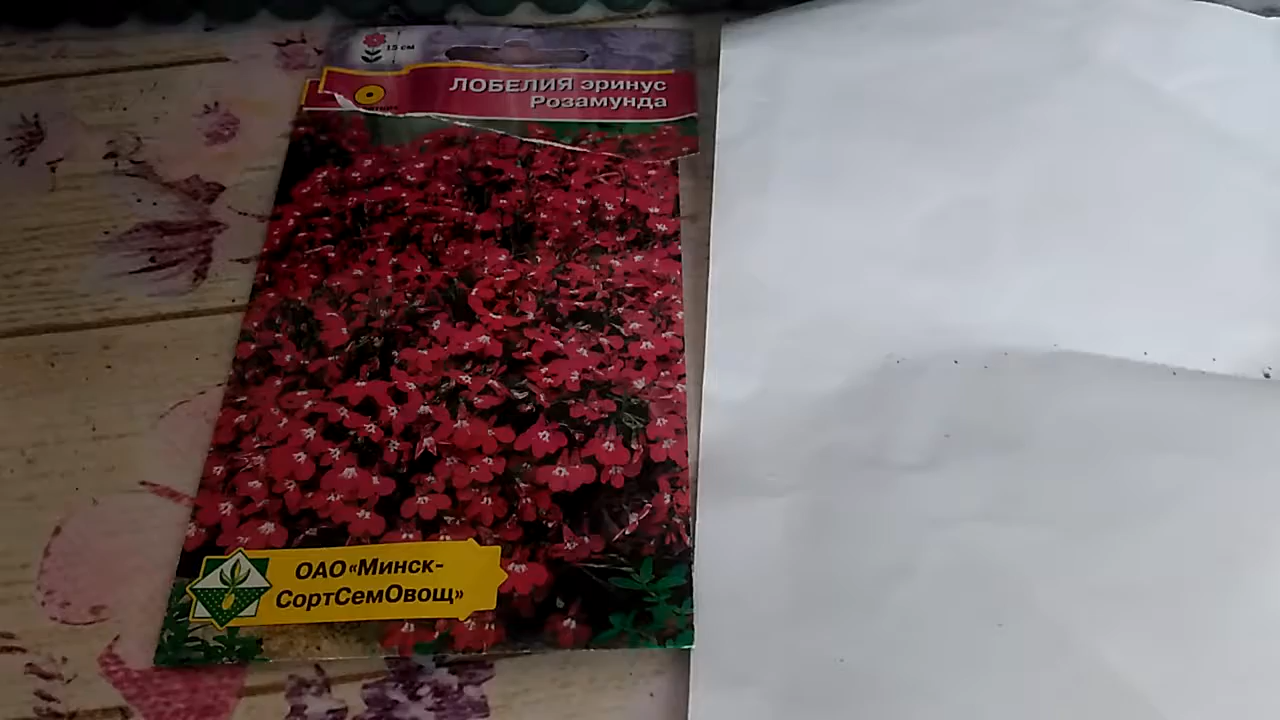 15 см
ЛОБЕЛИЯ эринус
Розамунда
ОАО «Минск-
СортСемОвощ»